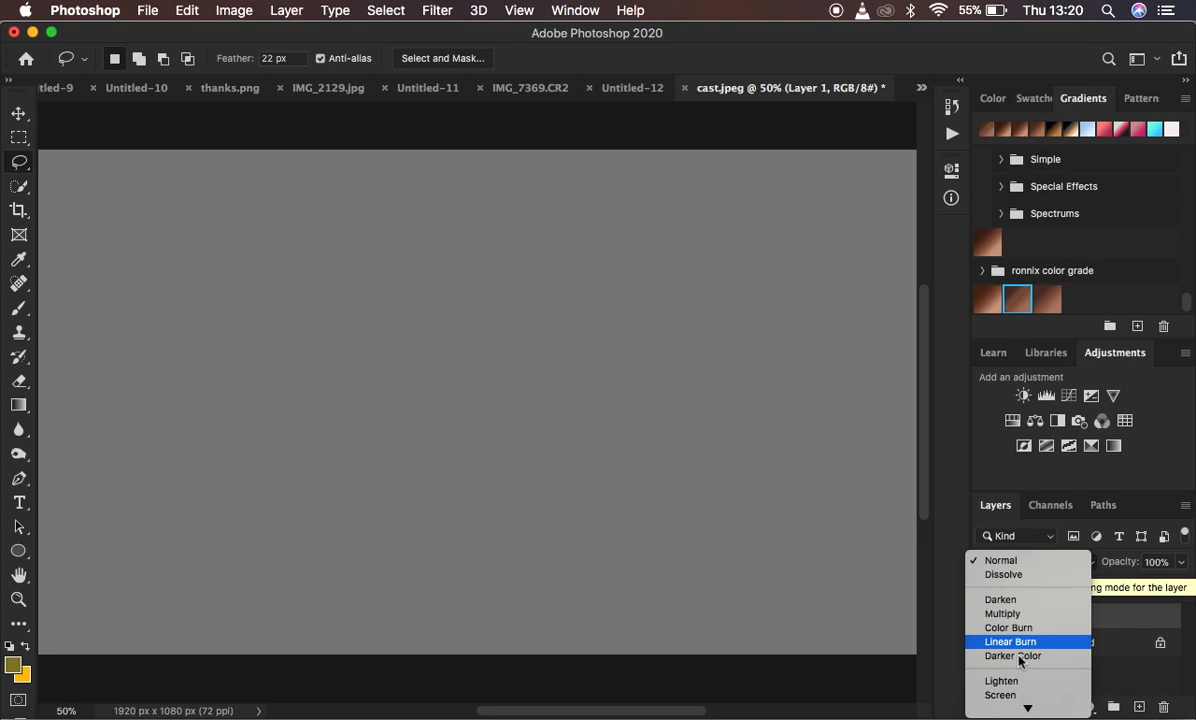 Photoshop File Edit Image Layer Type Select Filter 3D View Window Help 55% Thu 13:20
Adobe Photoshop 2020
Feather: 22 px Anti-alias Select and Mask...
tled-9 × Untitled-10 × thanks.png × IMG_2129.jpg × Untitled-11 × IMG_7369.CR2 × Untitled-12 × cast.jpeg @ 50% (Layer 1, RGB/8#) *
Color Swatche Gradients Pattern
Simple
Special Effects
Spectrums
ronnix color grade
Learn Libraries Adjustments
Add an adjustment
Layers Channels Paths
Kind
Normal
Opacity: 100%
Dissolve
ng mode for the layer
Darken
Multiply
Color Burn
Linear Burn
Darker Color
Lighten
Screen
50% 1920 px x 1080 px (72 ppi)